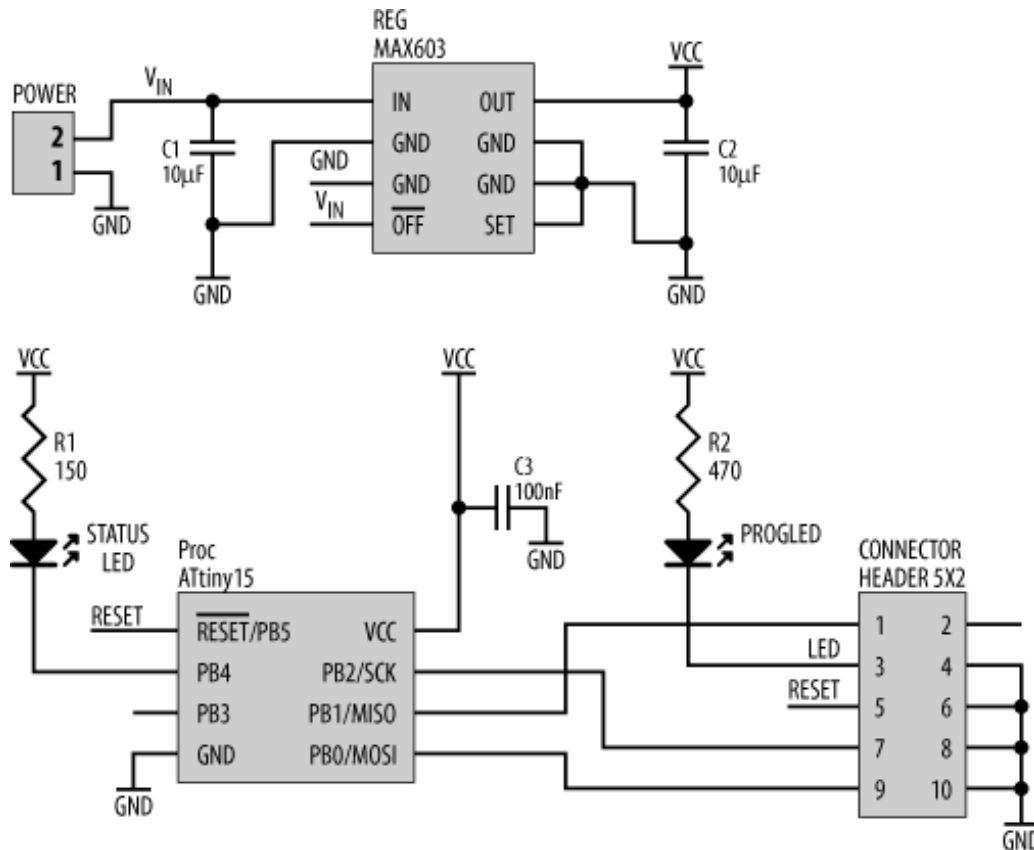 REG
MAX603
POWER
2
1
GND
V_IN
C1
10μF
GND
IN
GND
GND
OFF
OUT
GND
GND
SET
GND
V_IN
VCC
C2
10μF
GND
VCC
R1
150
STATUS
LED
Proc
ATtiny15
RESET
RESET/PB5
PB4
PB3
GND
VCC
PB2/SCK
PB1/MISO
PB0/MOSI
GND
VCC
C3
100nF
GND
VCC
R2
470
PROGLED
CONNECTOR
HEADER 5X2
LED
RESET
1 2
3 4
5 6
7 8
9 10
GND